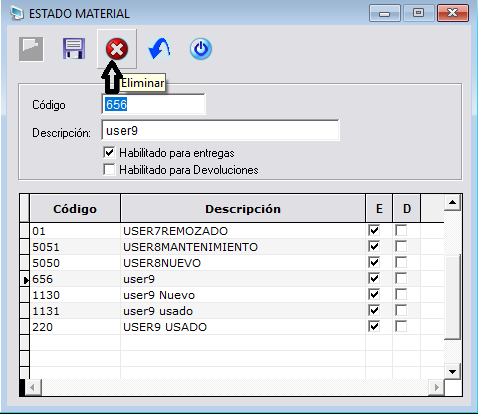 ESTADO MATERIAL
Eliminar
Código
656
Descripción:
user9
Habilitado para entregas
Habilitado para Devoluciones
Código Descripción E D
01 USER7REMOZADO
5051 USER8MANTENIMIENTO
5050 USER8NUEVO
656 user9
1130 user9 Nuevo
1131 user9 usado
220 USER9 USADO